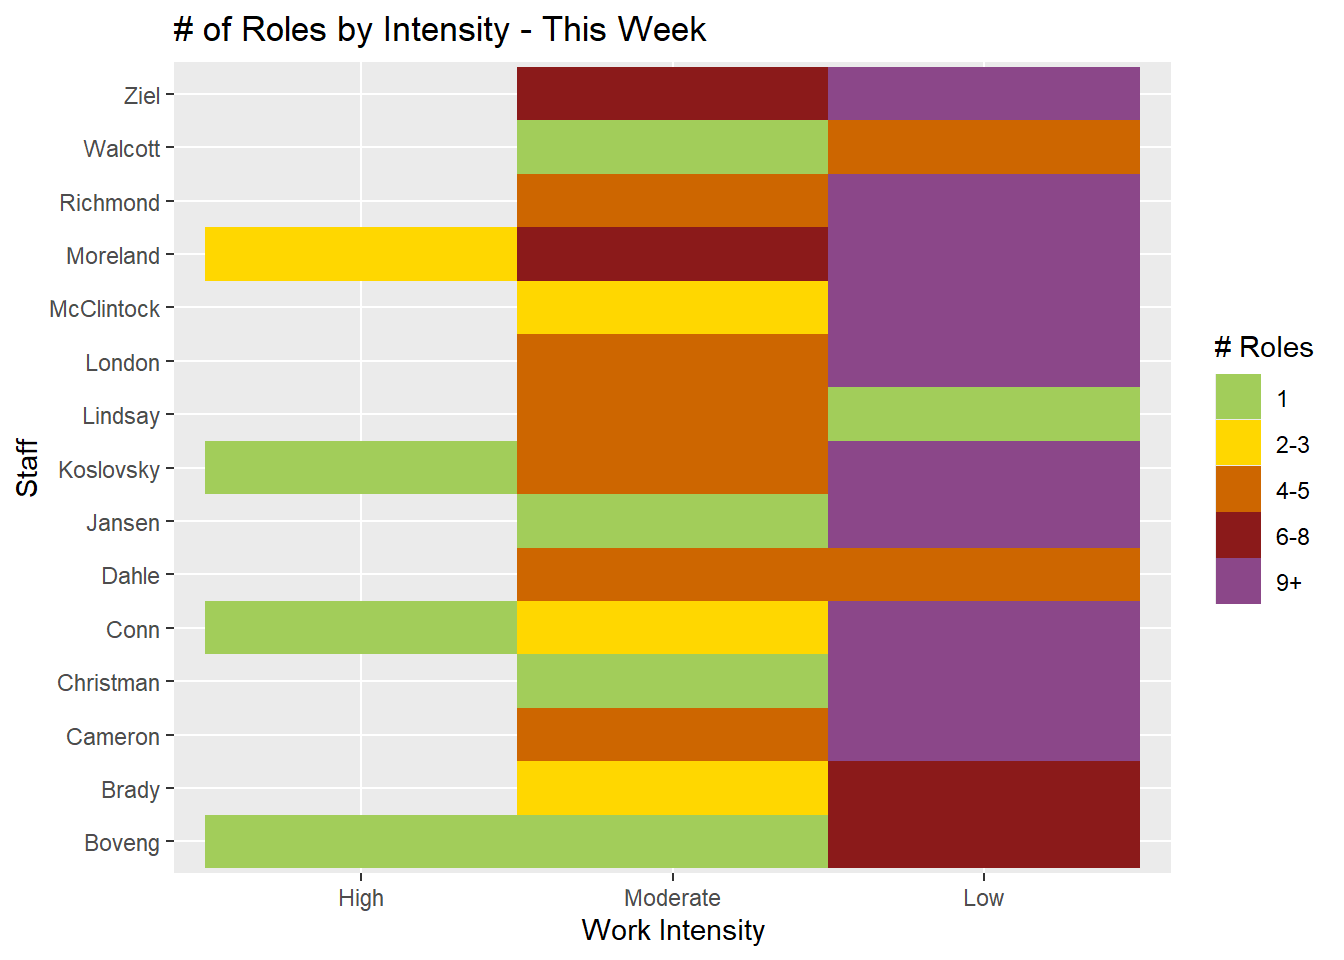 # of Roles by Intensity - This Week
Ziel
Walcott
Richmond
Moreland
McClintock
London
Lindsay
Koslovsky
Jansen
Dahle
Conn
Christman
Cameron
Brady
Boveng
Staff
High Moderate Low
Work Intensity
# Roles
1
2-3
4-5
6-8
9+